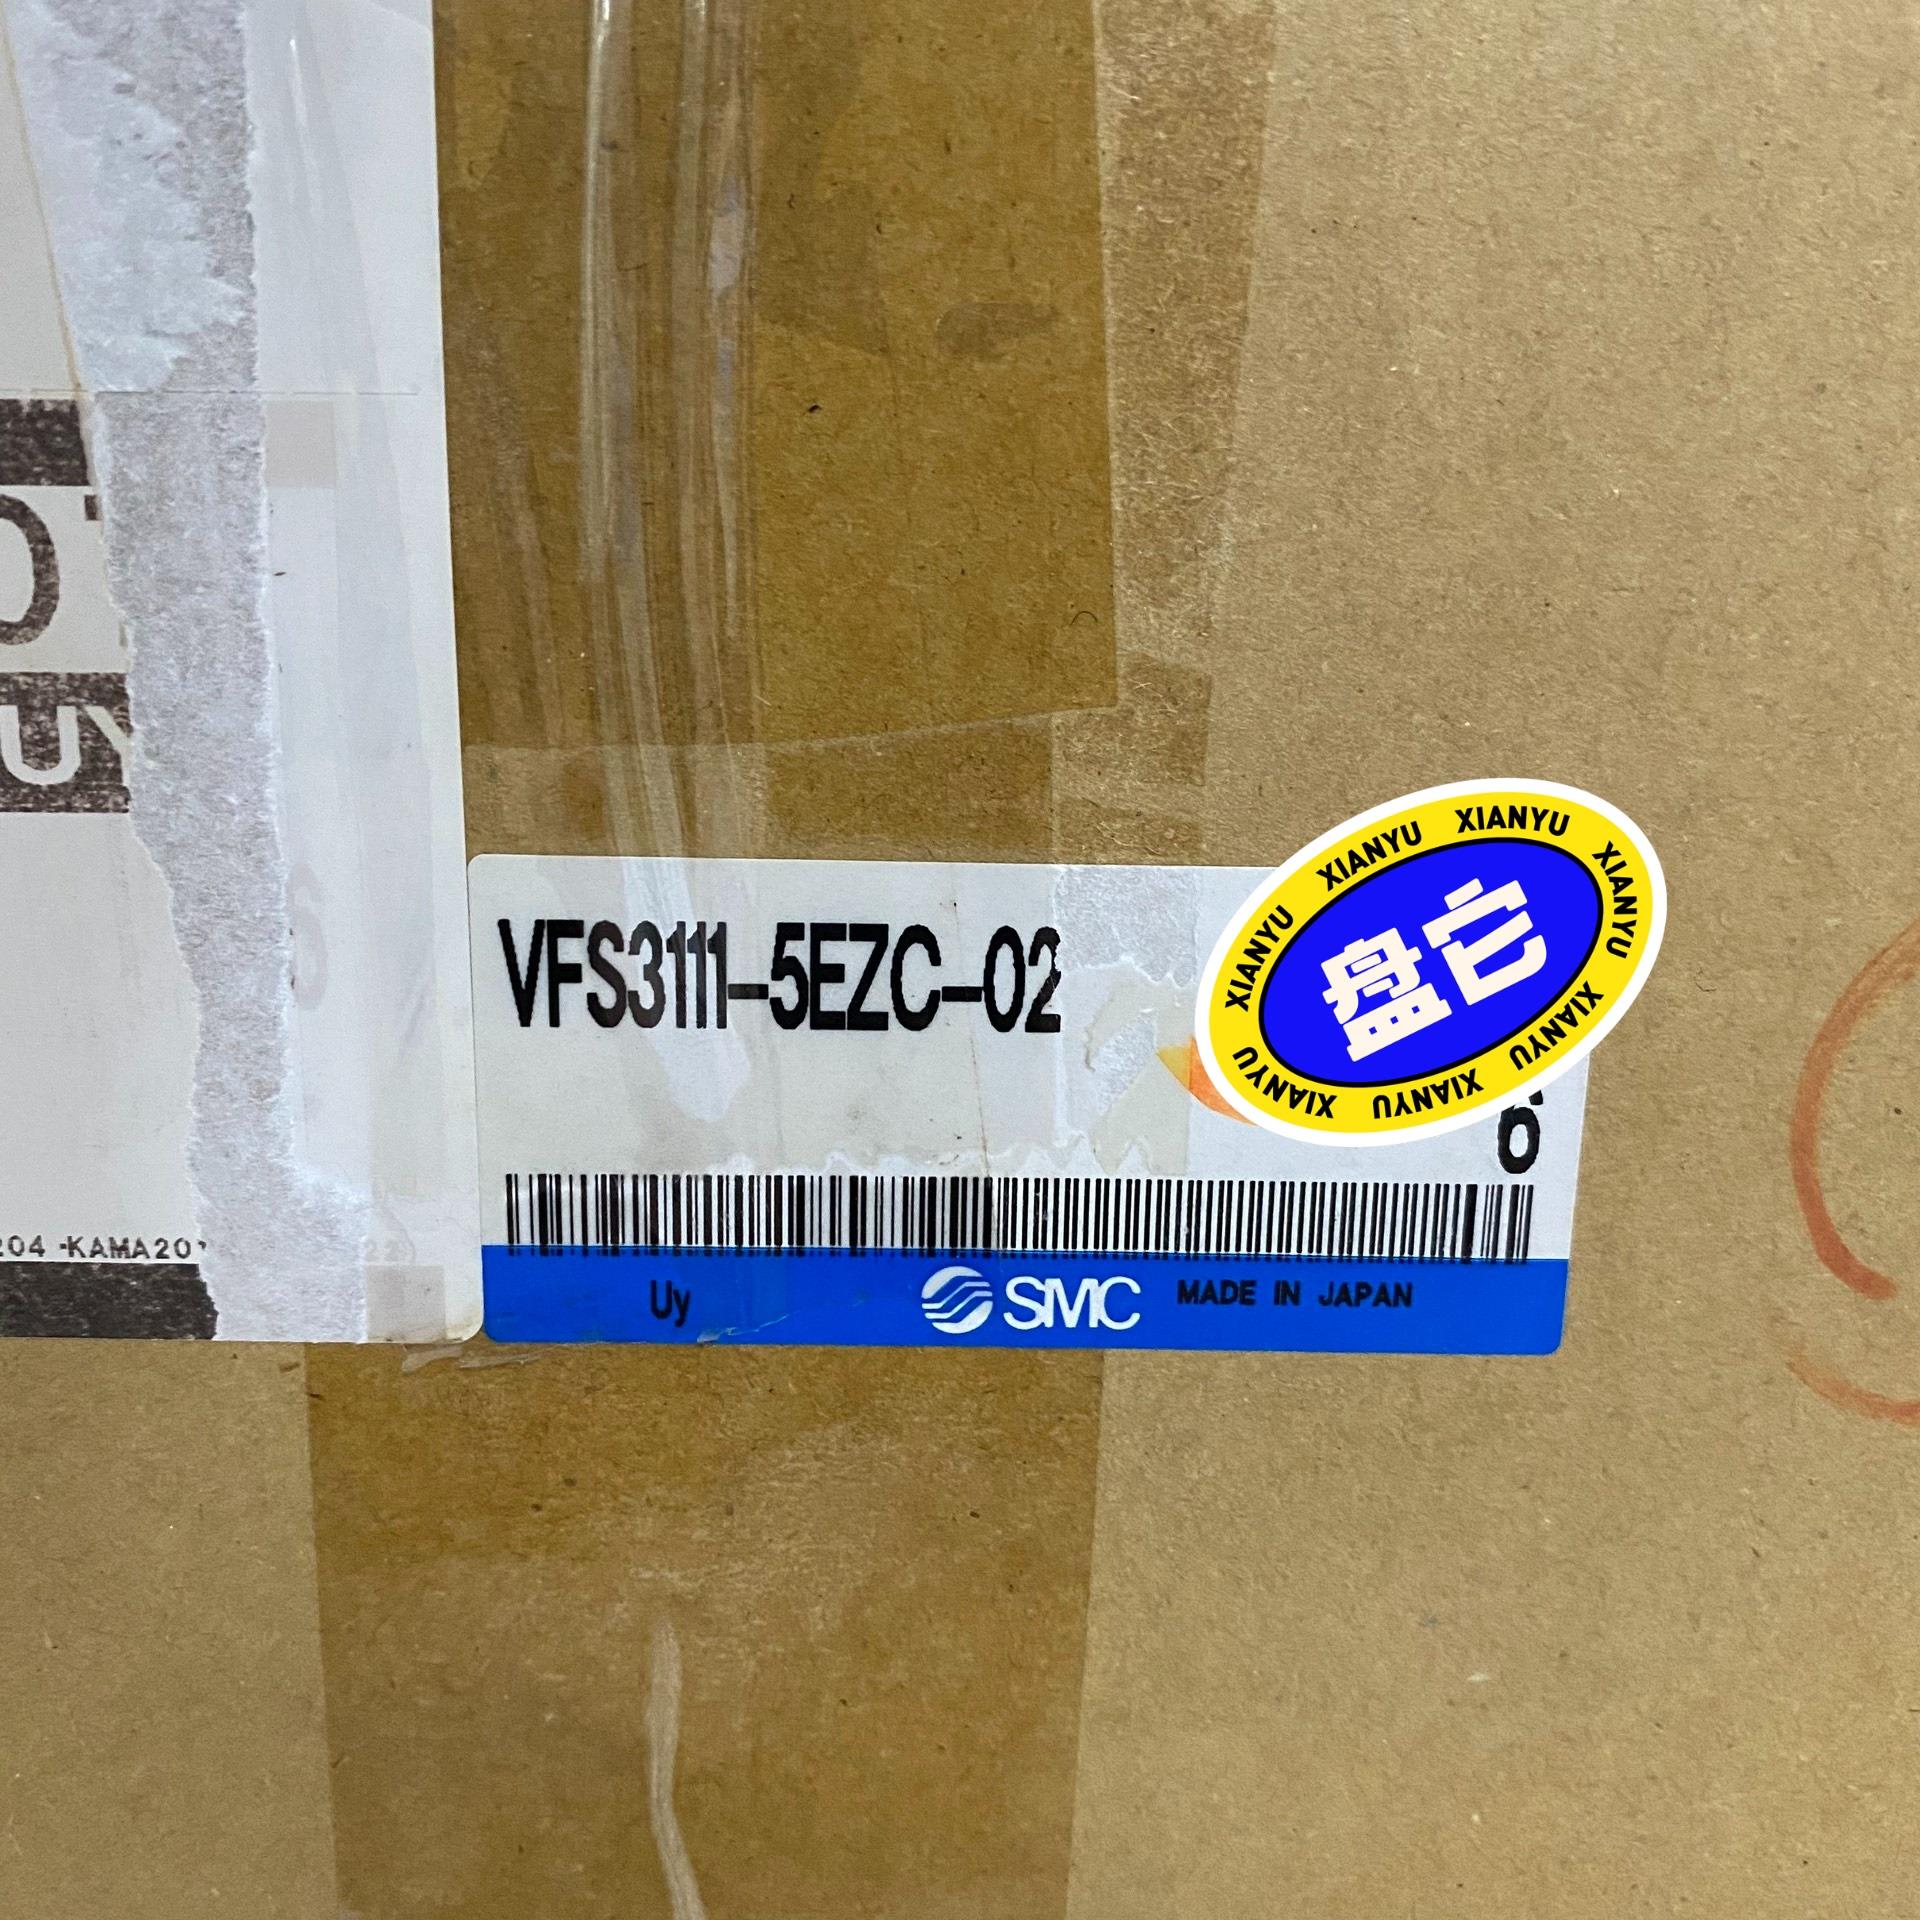 UY
204 -KAMA20
VFS3111-5EZC-02
XIANYU XIANYU XIANYU XIANYU XIANYU XIANYU XIANYU XIANYU
盘它
6
Uy SMC MADE IN JAPAN